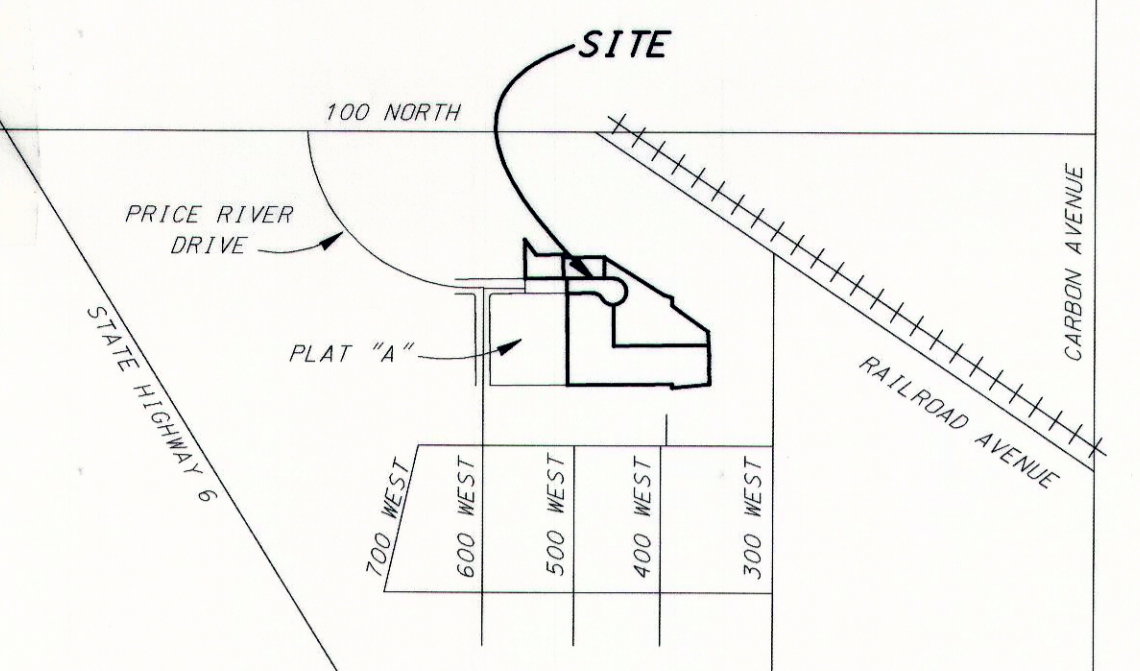 SITE
100 NORTH
PRICE RIVER
DRIVE
CARBON AVENUE
STATE HIGHWAY 6
PLAT "A"
RAILROAD AVENUE
700 WEST
600 WEST
500 WEST
400 WEST
300 WEST